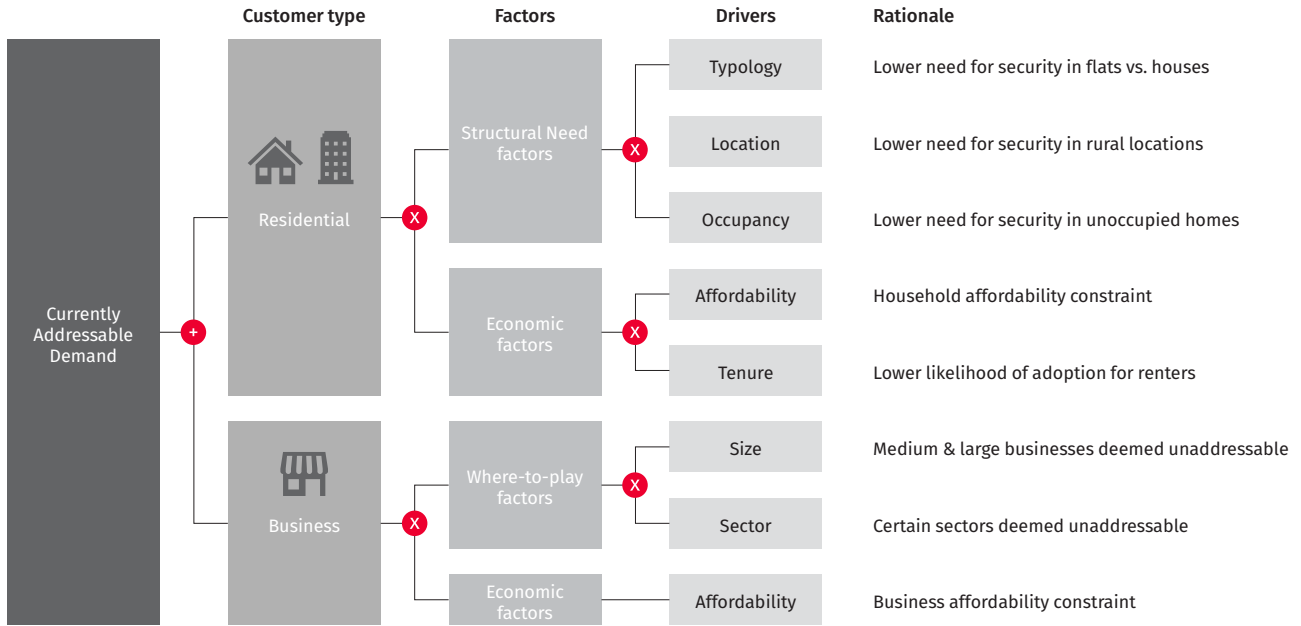 Customer type
Factors
Drivers
Rationale
Currently
Addressable
Demand
+
Residential
X
Structural Need
factors
X
Typology
Lower need for security in flats vs. houses
Location
Lower need for security in rural locations
Occupancy
Lower need for security in unoccupied homes
Economic
factors
X
Affordability
Household affordability constraint
Tenure
Lower likelihood of adoption for renters
Business
X
Where-to-play
factors
X
Size
Medium & large businesses deemed unaddressable
Sector
Certain sectors deemed unaddressable
Economic
factors
Affordability
Business affordability constraint